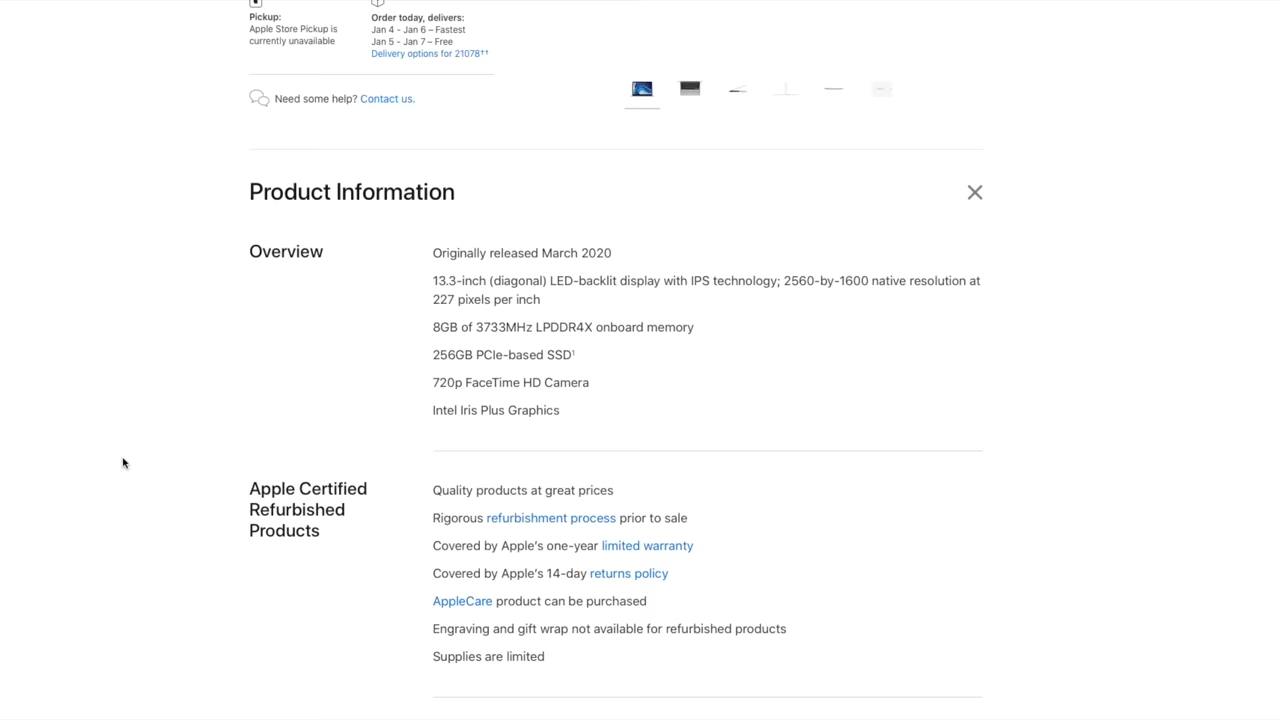 Pickup:
Apple Store Pickup is
currently unavailable
Order today, delivers:
Jan 4 - Jan 6 – Fastest
Jan 5 - Jan 7 – Free
Delivery options for 21078††
Need some help? Contact us.
Product Information
Overview
Originally released March 2020
13.3-inch (diagonal) LED-backlit display with IPS technology; 2560-by-1600 native resolution at
227 pixels per inch
8GB of 3733MHz LPDDR4X onboard memory
256GB PCIe-based SSD¹
720p FaceTime HD Camera
Intel Iris Plus Graphics
Apple Certified
Refurbished
Products
Quality products at great prices
Rigorous refurbishment process prior to sale
Covered by Apple’s one-year limited warranty
Covered by Apple’s 14-day returns policy
AppleCare product can be purchased
Engraving and gift wrap not available for refurbished products
Supplies are limited